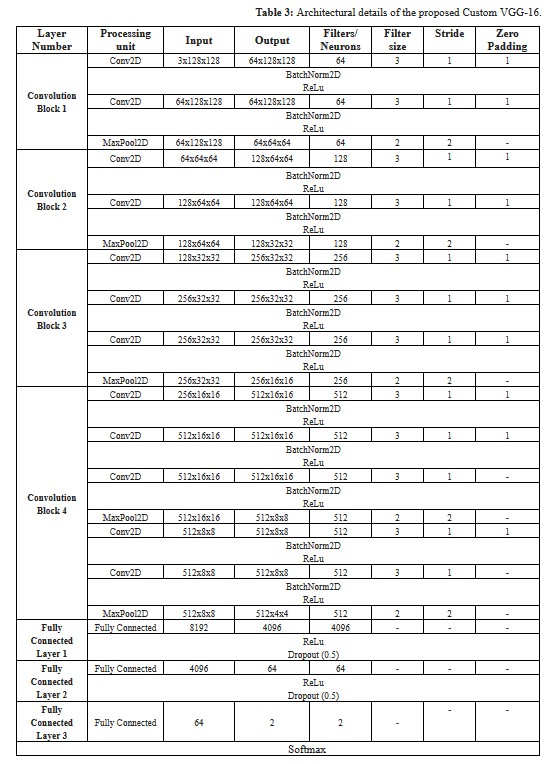 Table 3: Architectural details of the proposed Custom VGG-16.
Layer Number Processing unit Input Output Filters/ Neurons Filter size Stride Zero Padding
Convolution Block 1
Conv2D 3x128x128 64x128x128 64 3 1 1
BatchNorm2D
ReLu
Conv2D 64x128x128 64x128x128 64 3 1 1
BatchNorm2D
ReLu
MaxPool2D 64x128x128 64x64x64 64 2 2 -
Convolution Block 2
Conv2D 64x64x64 128x64x64 128 3 1 1
BatchNorm2D
ReLu
Conv2D 128x64x64 128x64x64 128 3 1 1
BatchNorm2D
ReLu
MaxPool2D 128x64x64 128x32x32 128 2 2 -
Convolution Block 3
Conv2D 128x32x32 256x32x32 256 3 1 1
BatchNorm2D
ReLu
Conv2D 256x32x32 256x32x32 256 3 1 1
BatchNorm2D
ReLu
Conv2D 256x32x32 256x32x32 256 3 1 1
BatchNorm2D
ReLu
MaxPool2D 256x32x32 256x16x16 256 2 2 -
Convolution Block 4
Conv2D 256x16x16 512x16x16 512 3 1 1
BatchNorm2D
ReLu
Conv2D 512x16x16 512x16x16 512 3 1 1
BatchNorm2D
ReLu
Conv2D 512x16x16 512x16x16 512 3 1 -
BatchNorm2D
ReLu
MaxPool2D 512x16x16 512x8x8 512 2 2 -
Conv2D 512x8x8 512x8x8 512 3 1 1
BatchNorm2D
ReLu
Conv2D 512x8x8 512x8x8 512 3 1 -
BatchNorm2D
ReLu
MaxPool2D 512x8x8 512x4x4 512 2 2 -
Fully Connected Layer 1
Fully Connected 8192 4096 4096 - - -
ReLu
Dropout (0.5)
Fully Connected Layer 2
Fully Connected 4096 64 64 - - -
ReLu
Dropout (0.5)
Fully Connected Layer 3
Fully Connected 64 2 2 - - -
Softmax